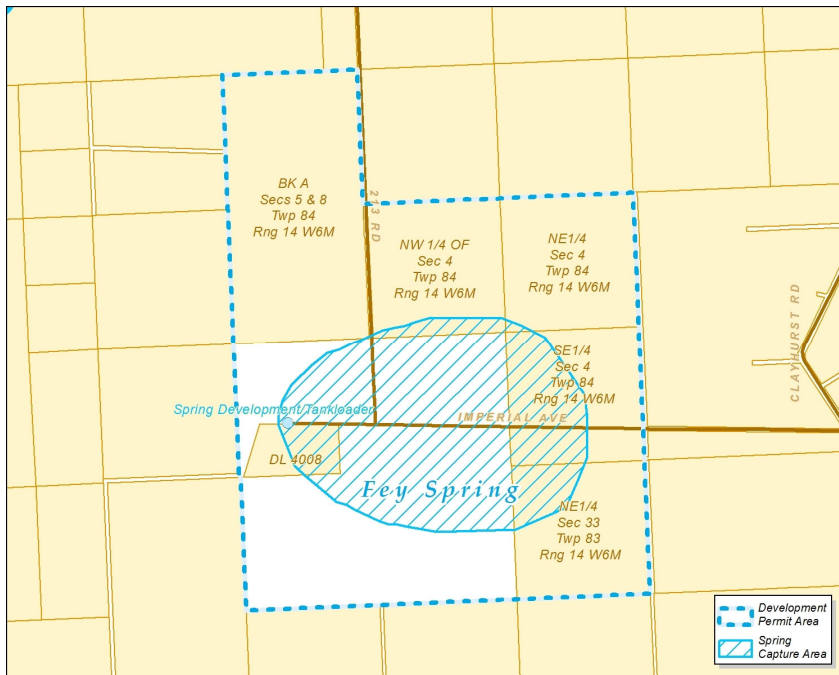 BK A
Secs 5 & 8
Twp 84
Rng 14 W6M
213 RD
NW 1/4 OF
Sec 4
Twp 84
Rng 14 W6M
NE1/4
Sec 4
Twp 84
Rng 14 W6M
CLAYHURST RD
SE1/4
Sec 4
Twp 84
Rng 14 W6M
Spring Development/Tankloader
IMPERIAL AVE
DL 4008
Fey Spring
NE1/4
Sec 33
Twp 83
Rng 14 W6M
Development
Permit Area
Spring
Capture Area